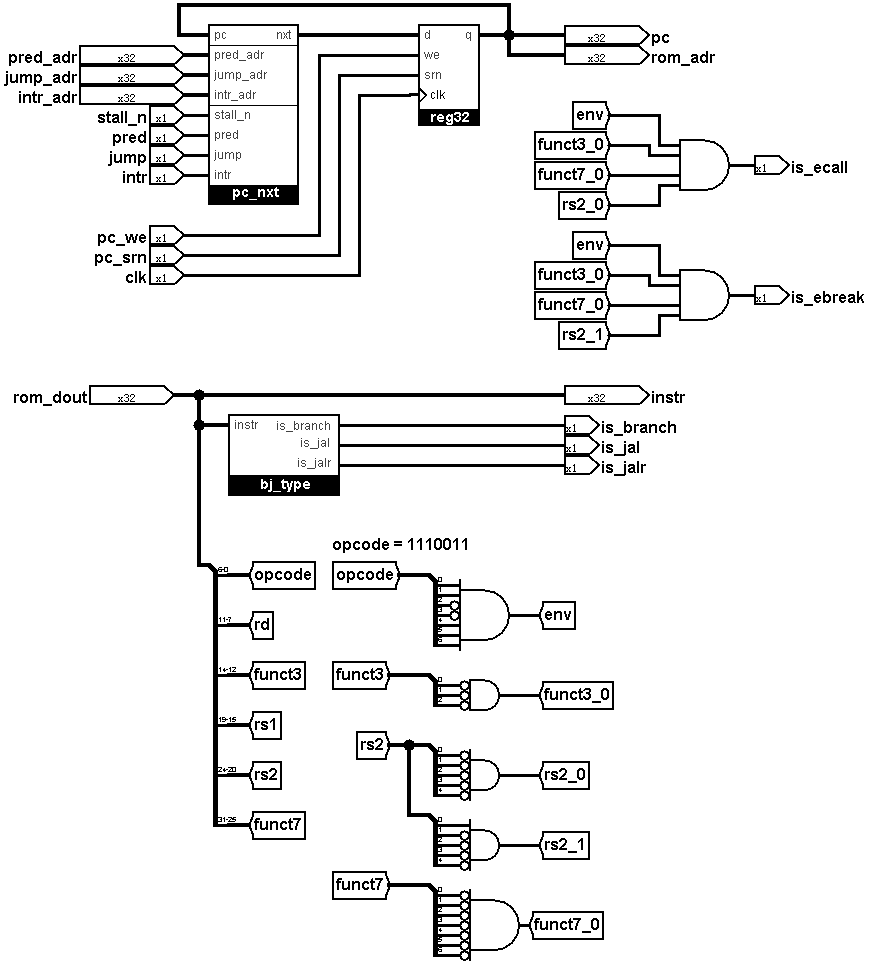 pc nxt
pred_adr x32 pred_adr
jump_adr x32 jump_adr
intr_adr x32 intr_adr
stall_n x1 stall_n
pred x1 pred
jump x1 jump
intr x1 intr
pc_nxt
d q
we
srn
clk
reg32
x32 pc
x32 rom_adr
pc_we x1
pc_srn x1
clk x1
env
funct3_0
funct7_0
rs2_0
x1 is_ecall
env
funct3_0
funct7_0
rs2_1
x1 is_ebreak
rom_dout x32
x32 instr
instr is_branch
is_jal
is_jalr
bj_type
x1 is_branch
x1 is_jal
x1 is_jalr
6-0 opcode
11-7 rd
14-12 funct3
19-15 rs1
24-20 rs2
31-25 funct7
opcode = 1110011
opcode
0
1
2
3
4
5
6
env
funct3
0
1
2
funct3_0
rs2
0
1
2
3
4
rs2_0
0
1
2
3
4
rs2_1
funct7
0
1
2
3
4
5
6
funct7_0